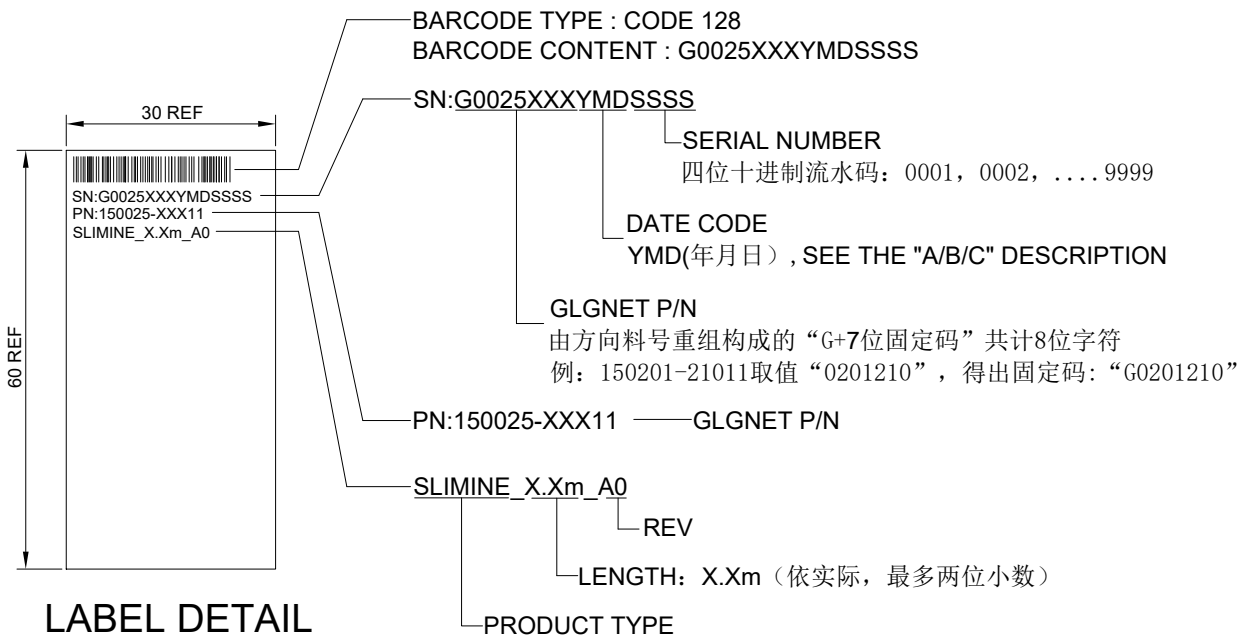 BARCODE TYPE : CODE 128
BARCODE CONTENT : G0025XXXYMDSSSS
SN:G0025XXXYMDSSSS
SERIAL NUMBER
四位十进制流水码：0001，0002，....9999
DATE CODE
YMD(年月日）, SEE THE "A/B/C" DESCRIPTION
GLGNET P/N
由方向料号重组构成的“G+7位固定码”共计8位字符
例：150201-21011取值“0201210”，得出固定码:“G0201210”
PN:150025-XXX11
GLGNET P/N
SLIMINE_X.Xm_A0
REV
LENGTH：X.Xm（依实际，最多两位小数）
PRODUCT TYPE
30 REF
60 REF
SN:G0025XXXYMDSSSS
PN:150025-XXX11
SLIMINE_X.Xm_A0
LABEL DETAIL